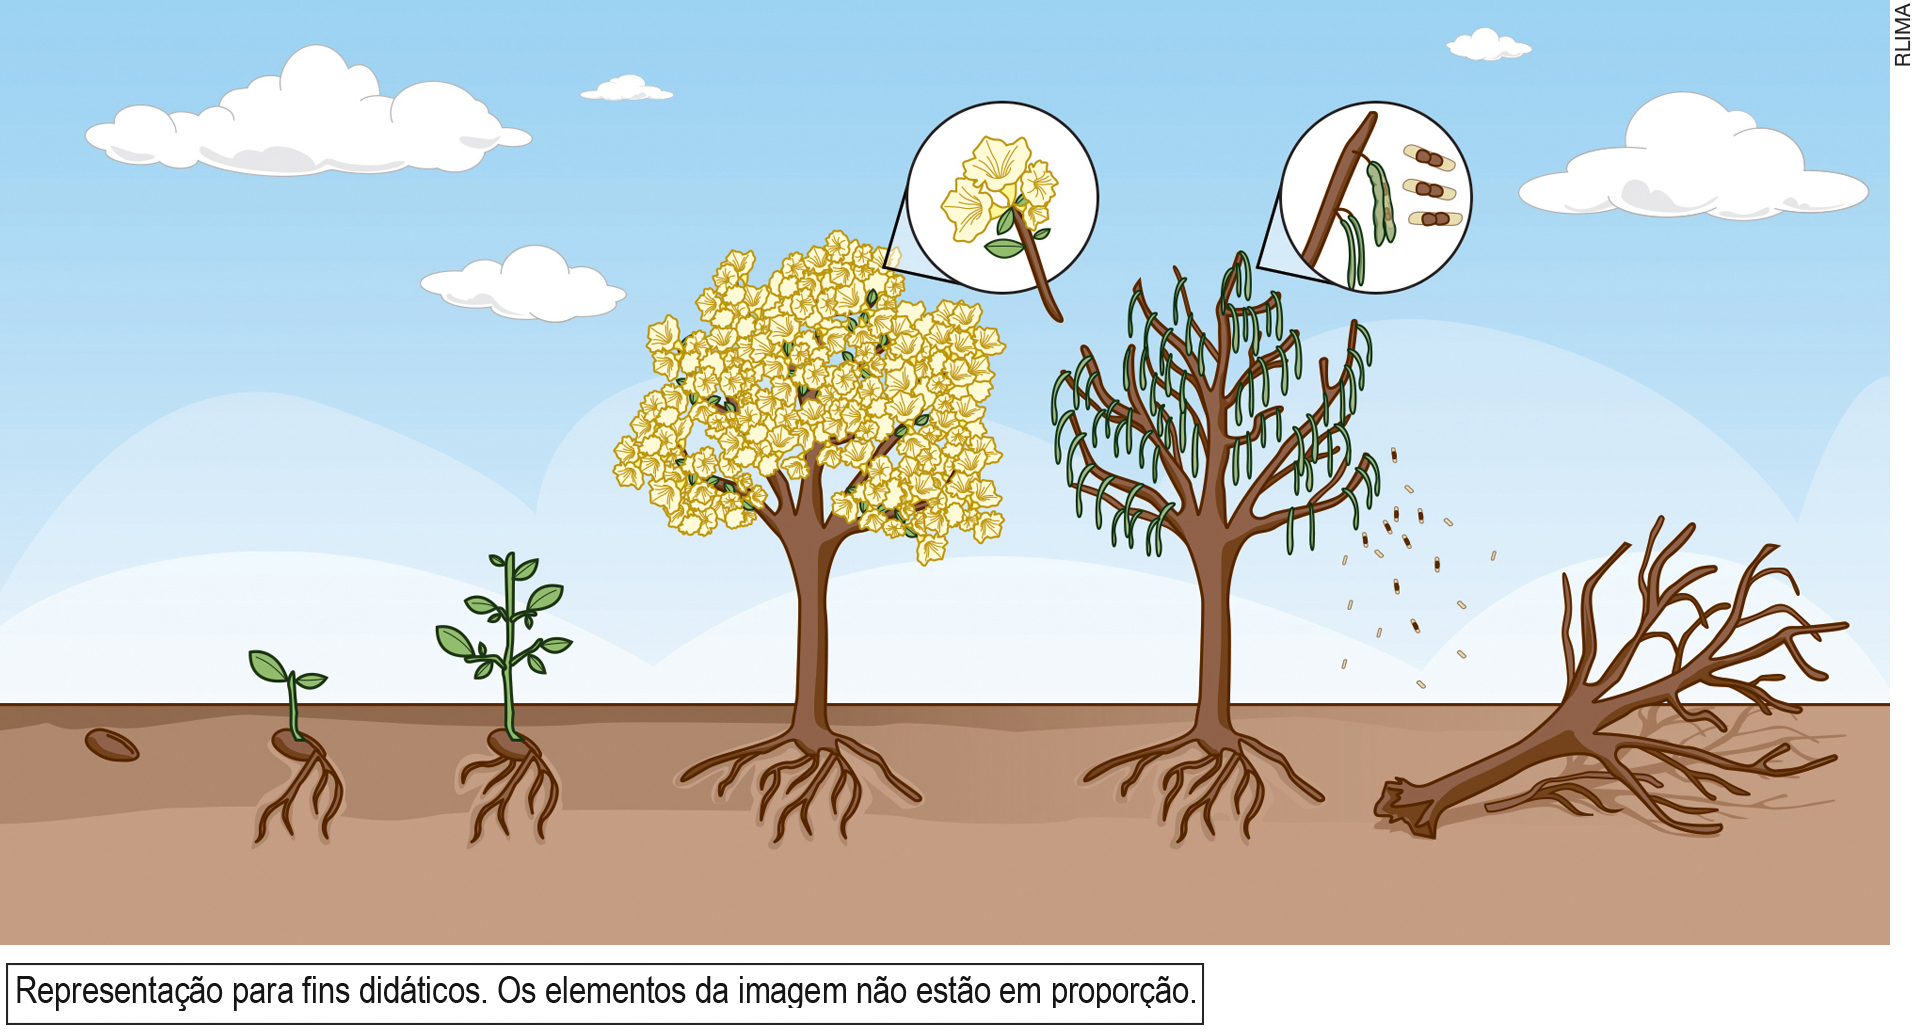 RLIMA
Representação para fins didáticos. Os elementos da imagem não estão em proporção.